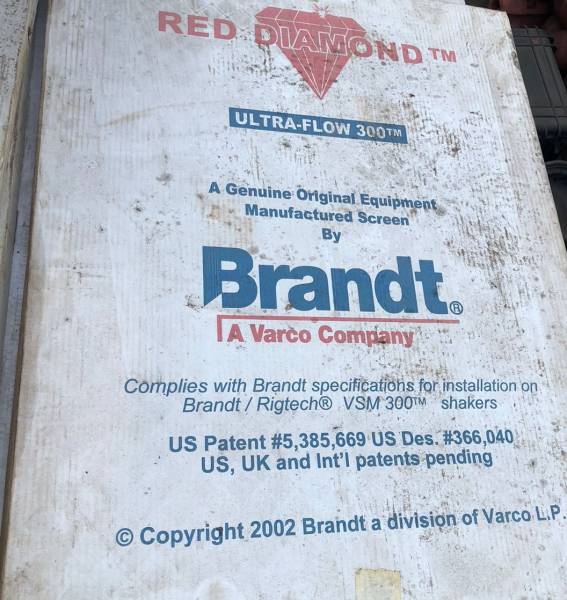 RED DIAMOND™
ULTRA-FLOW 300™
A Genuine Original Equipment
Manufactured Screen
By
Brandt®
A Varco Company
Complies with Brandt specifications for installation on
Brandt / Rigtech® VSM 300™ shakers
US Patent #5,385,669 US Des. #366,040
US, UK and Int'l patents pending
© Copyright 2002 Brandt a division of Varco L.P.